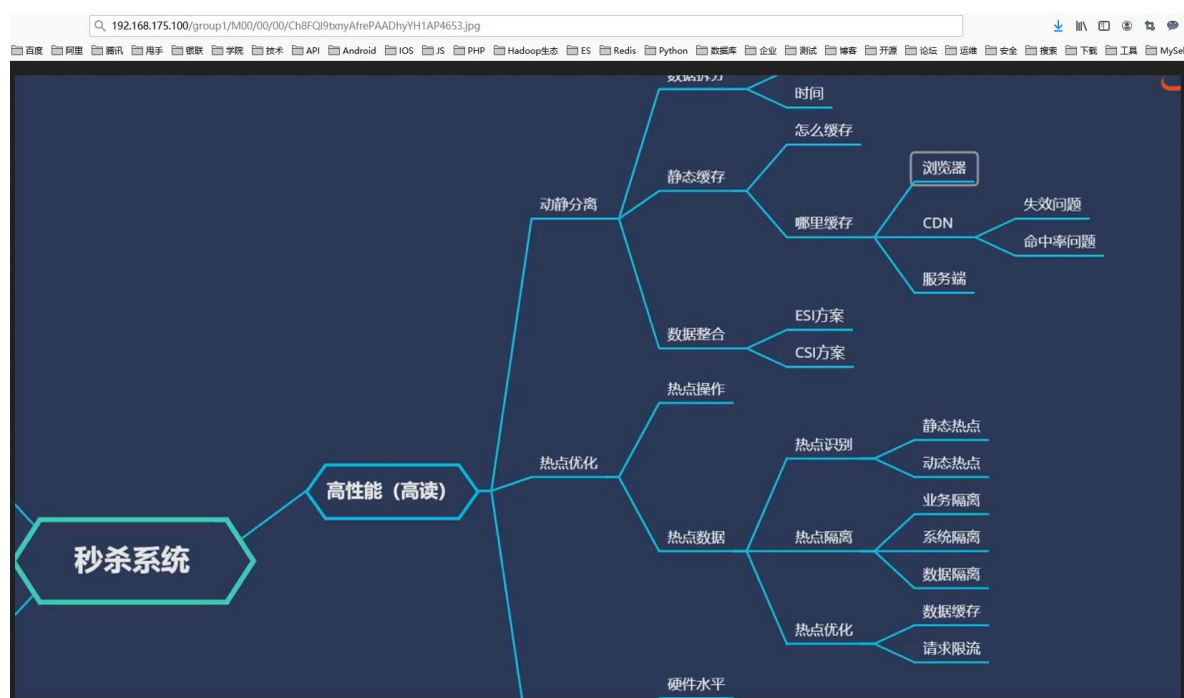 192.168.175.100/group1/M00/00/00/Ch8FQl9txnyAfrePAADhyYH1AP4653.jpg
百度 阿里 腾讯 甩手 银联 学院 技术 API Android IOS JS PHP Hadoop生态 ES Redis Python 数据库 企业 测试 博客 开源 论坛 运维 安全 搜索 下载 工具 MySel
数据拆分
时间
怎么缓存
静态缓存
浏览器
动静分离
哪里缓存
CDN
失效问题
命中率问题
服务端
数据整合
ESI方案
CSI方案
热点操作
热点优化
热点识别
静态热点
动态热点
高性能（高读）
业务隔离
热点数据
热点隔离
系统隔离
秒杀系统
数据隔离
数据缓存
热点优化
请求限流
硬件水平